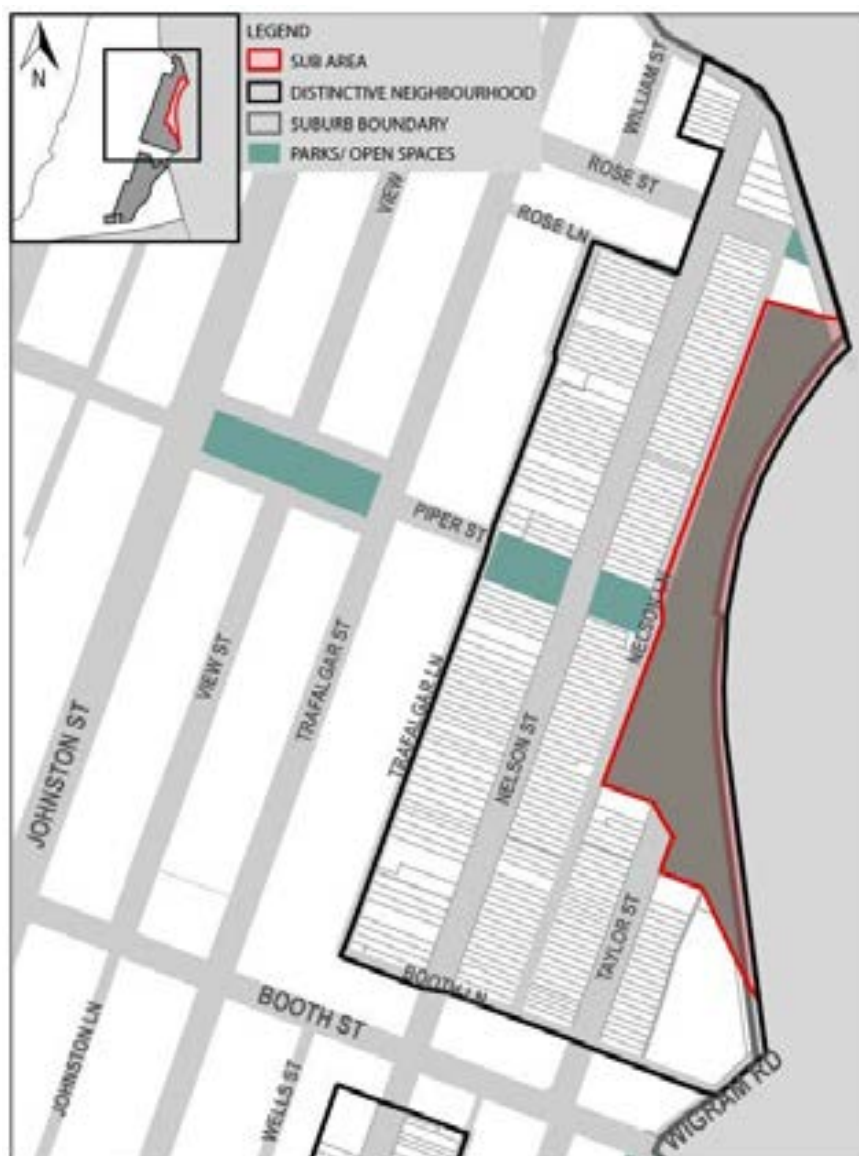 N
LEGEND
SUB AREA
DISTINCTIVE NEIGHBOURHOOD
SUBURB BOUNDARY
PARKS/ OPEN SPACES
WILLIAM ST
ROSE ST
VIEW
ROSE LN
PIPER ST
NELSON LN
VIEW ST
TRAFALGAR ST
TRAFALGAR LN
NELSON ST
JOHNSTON ST
TAYLOR ST
BOOTH LN
BOOTH ST
JOHNSTON LN
WELLS ST
WIGRAM RD